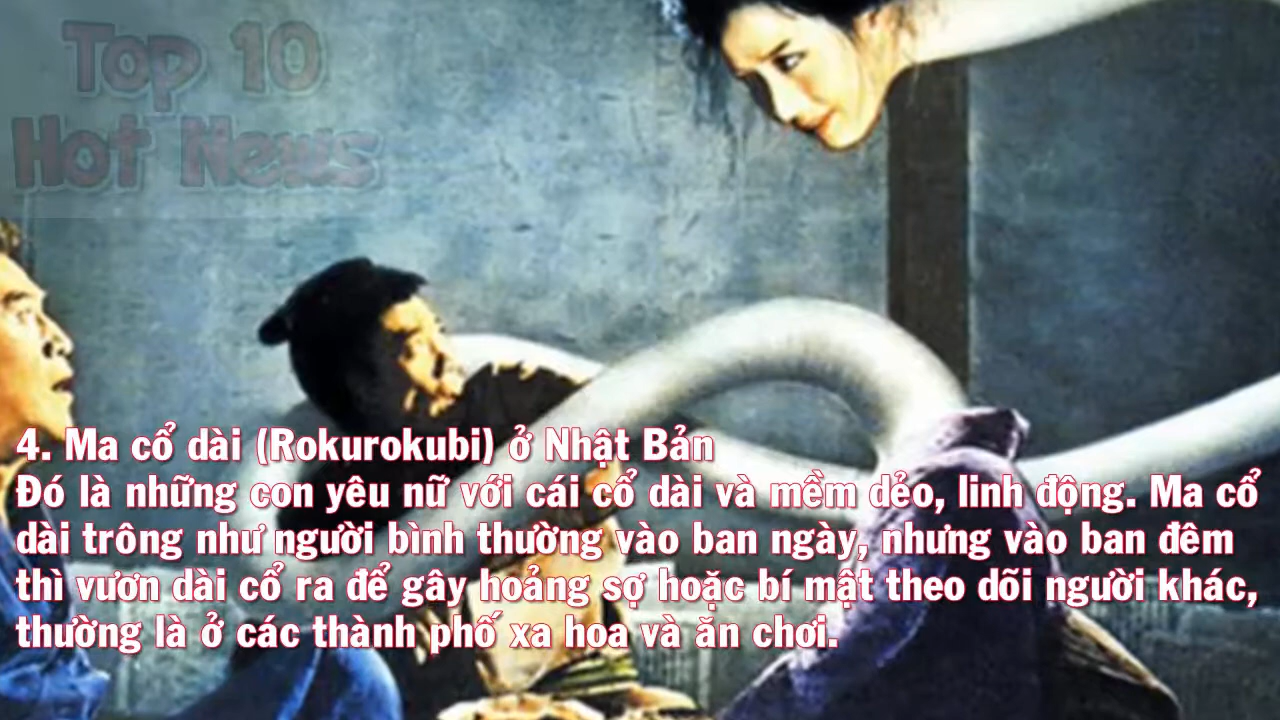 Top 10
Hot News
4. Ma cổ dài (Rokurokubi) ở Nhật Bản
Đó là những con yêu nữ với cái cổ dài và mềm dẻo, linh động. Ma cổ
dài trông như người bình thường vào ban ngày, nhưng vào ban đêm
thì vươn dài cổ ra để gây hoảng sợ hoặc bí mật theo dõi người khác,
thường là ở các thành phố xa hoa và ăn chơi.